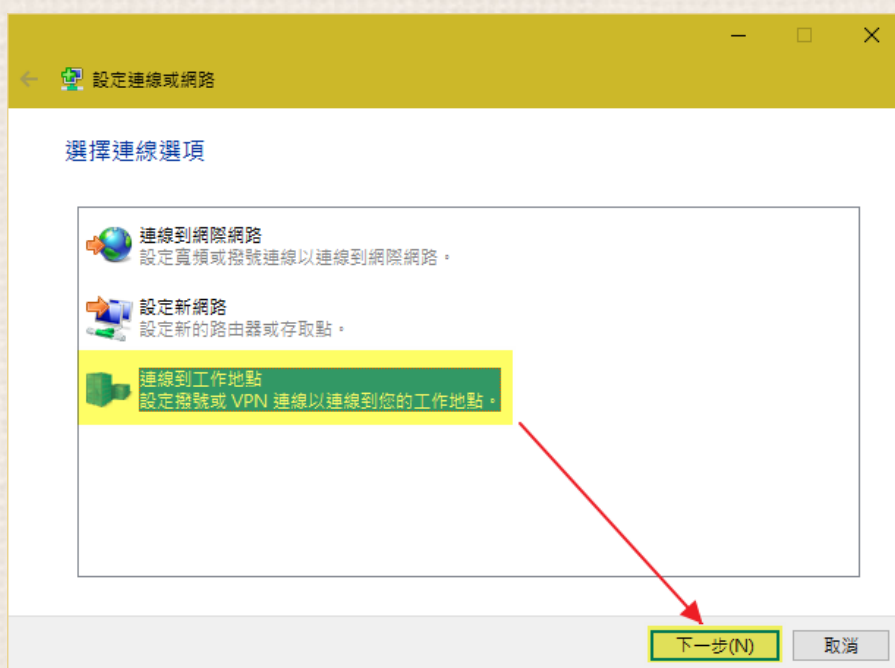 設定連線或網路
選擇連線選項
連線到網際網路
設定寬頻或撥號連線以連線到網際網路。
設定新網路
設定新的路由器或存取點。
連線到工作地點
設定撥號或 VPN 連線以連線到您的工作地點。
下一步(N)
取消